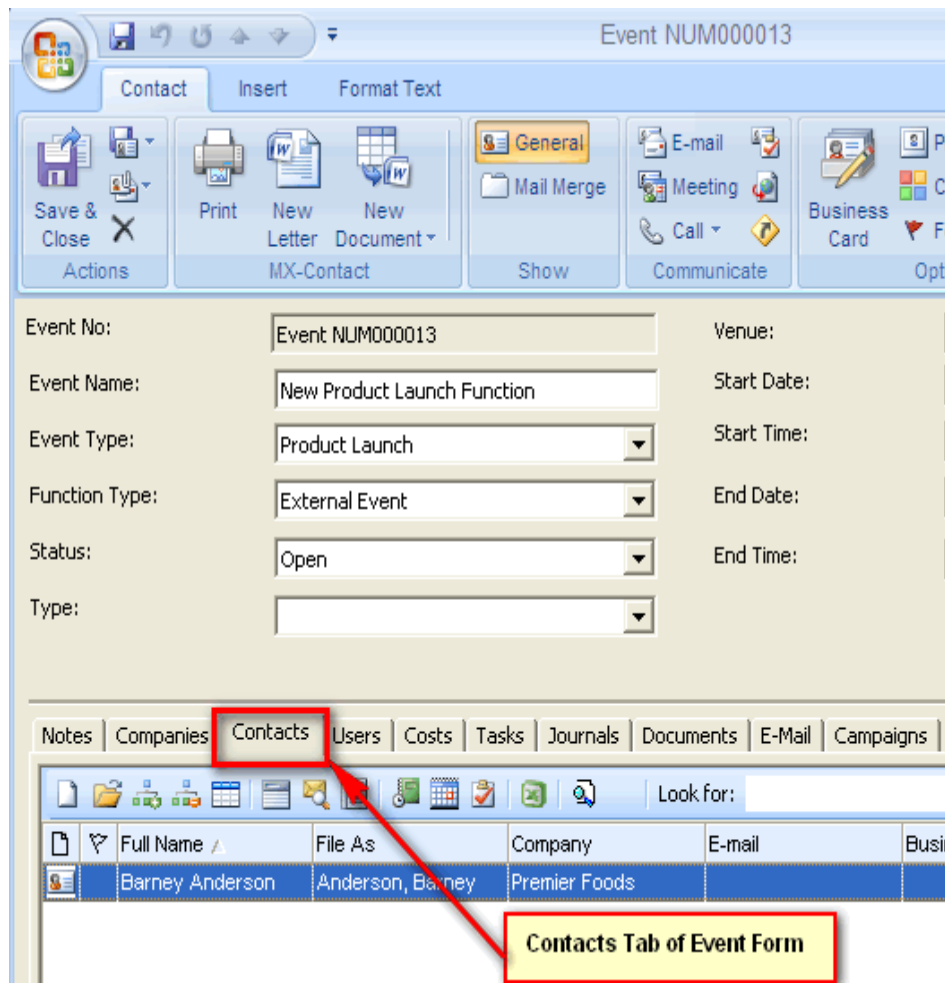 Event NUM000013
Contact Insert Format Text
Save & Close
Print
New Letter
New Document
General
Mail Merge
E-mail
Meeting
Call
Business Card
P
C
F
Actions MX-Contact Show Communicate Opt
Event No: Event NUM000013 Venue:
Event Name: New Product Launch Function Start Date:
Event Type: Product Launch Start Time:
Function Type: External Event End Date:
Status: Open End Time:
Type:
Notes Companies Contacts Users Costs Tasks Journals Documents E-Mail Campaigns
Look for:
Full Name File As Company E-mail Busi
Barney Anderson Anderson, Barney Premier Foods
Contacts Tab of Event Form